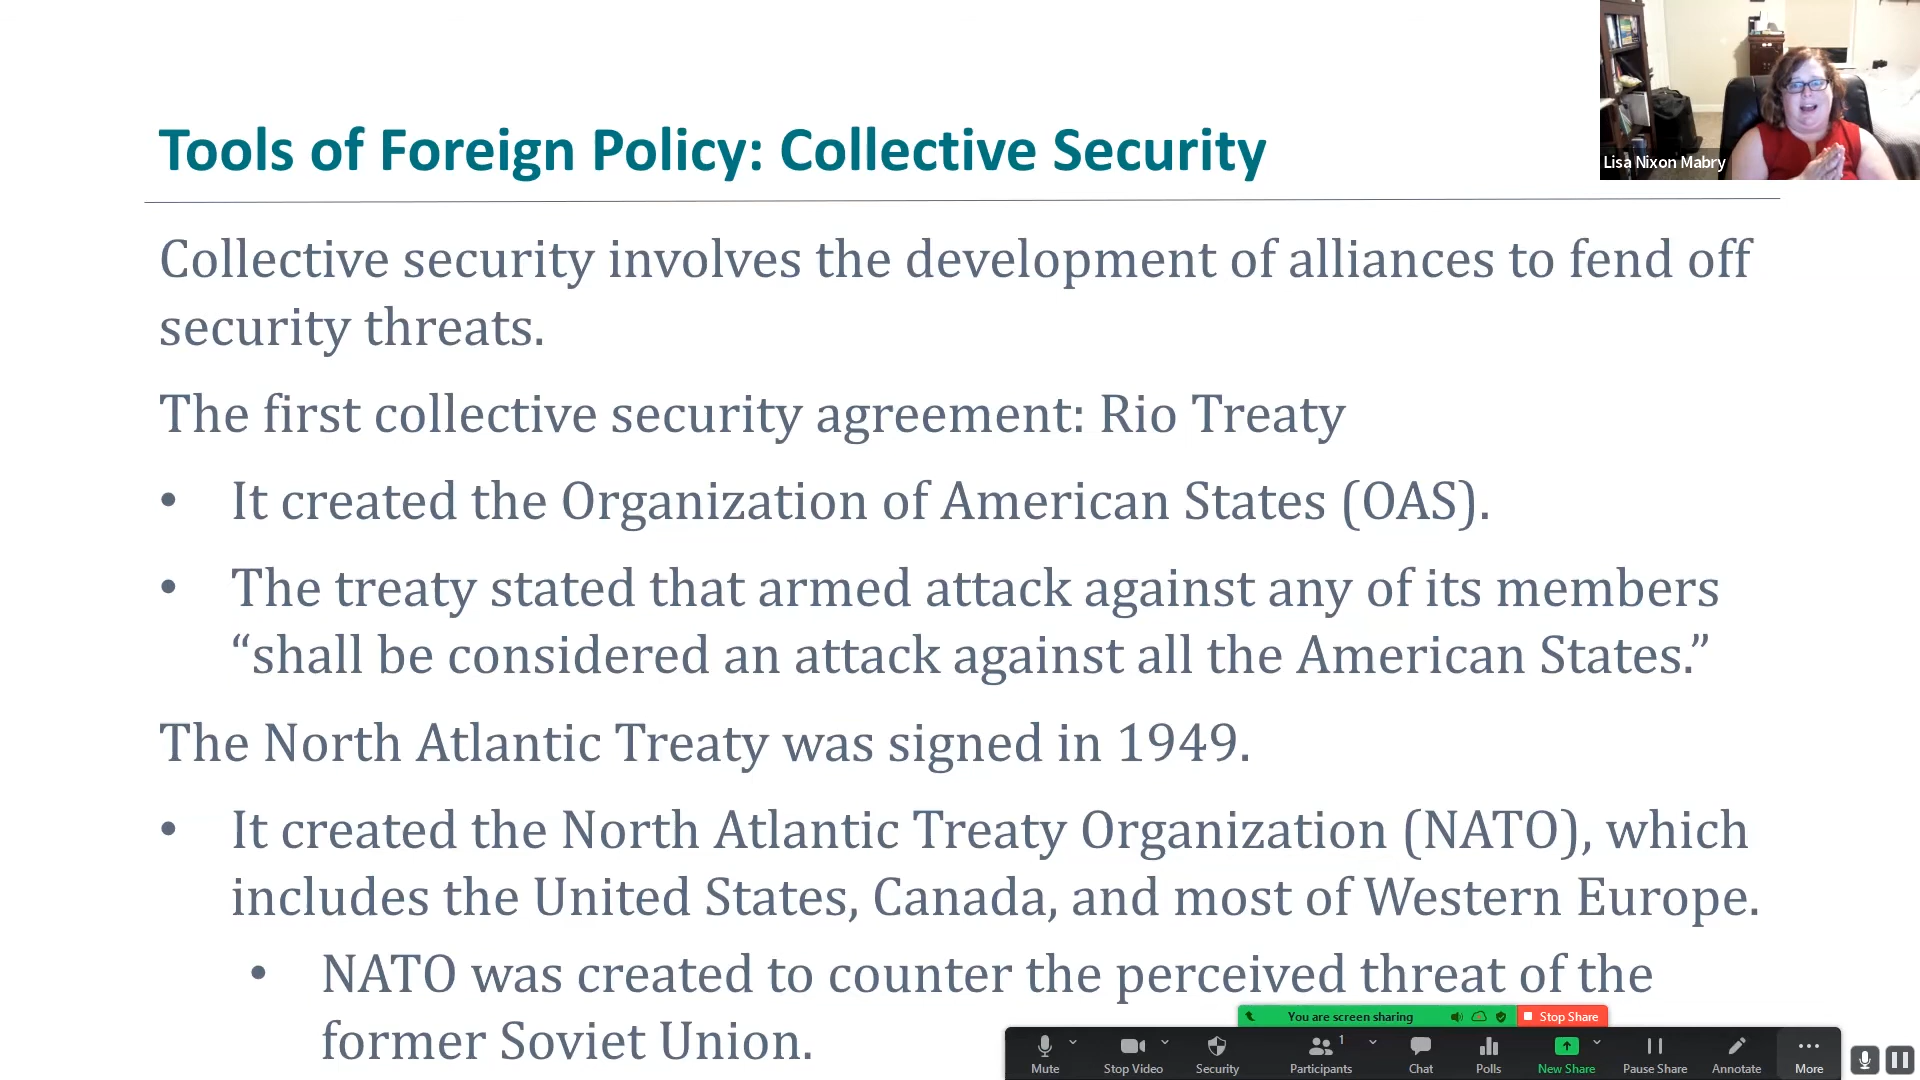 Tools of Foreign Policy: Collective Security
Lisa Nixon Mabry
Collective security involves the development of alliances to fend off
security threats.
The first collective security agreement: Rio Treaty
• It created the Organization of American States (OAS).
• The treaty stated that armed attack against any of its members
“shall be considered an attack against all the American States.”
The North Atlantic Treaty was signed in 1949.
• It created the North Atlantic Treaty Organization (NATO), which
includes the United States, Canada, and most of Western Europe.
• NATO was created to counter the perceived threat of the
former Soviet Union.
You are screen sharing
Stop Share
1
Mute
Stop Video
Security
Participants
Chat
Polls
New Share
Pause Share
Annotate
More